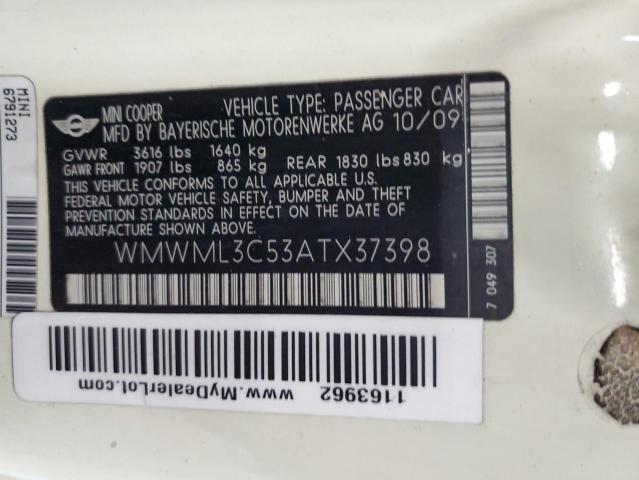 MINI
6791273
MINI COOPER
VEHICLE TYPE: PASSENGER CAR
MFD BY BAYERISCHE MOTORENWERKE AG 10/09
GVWR 3616 lbs 1640 kg
GAWR FRONT 1907 lbs 865 kg REAR 1830 lbs 830 kg
THIS VEHICLE CONFORMS TO ALL APPLICABLE U.S.
FEDERAL MOTOR VEHICLE SAFETY, BUMPER AND THEFT
PREVENTION STANDARDS IN EFFECT ON THE DATE OF
MANUFACTURE SHOWN ABOVE.
WMWML3C53ATX37398
7 049 307
1163962
www.MyDealerLot.com